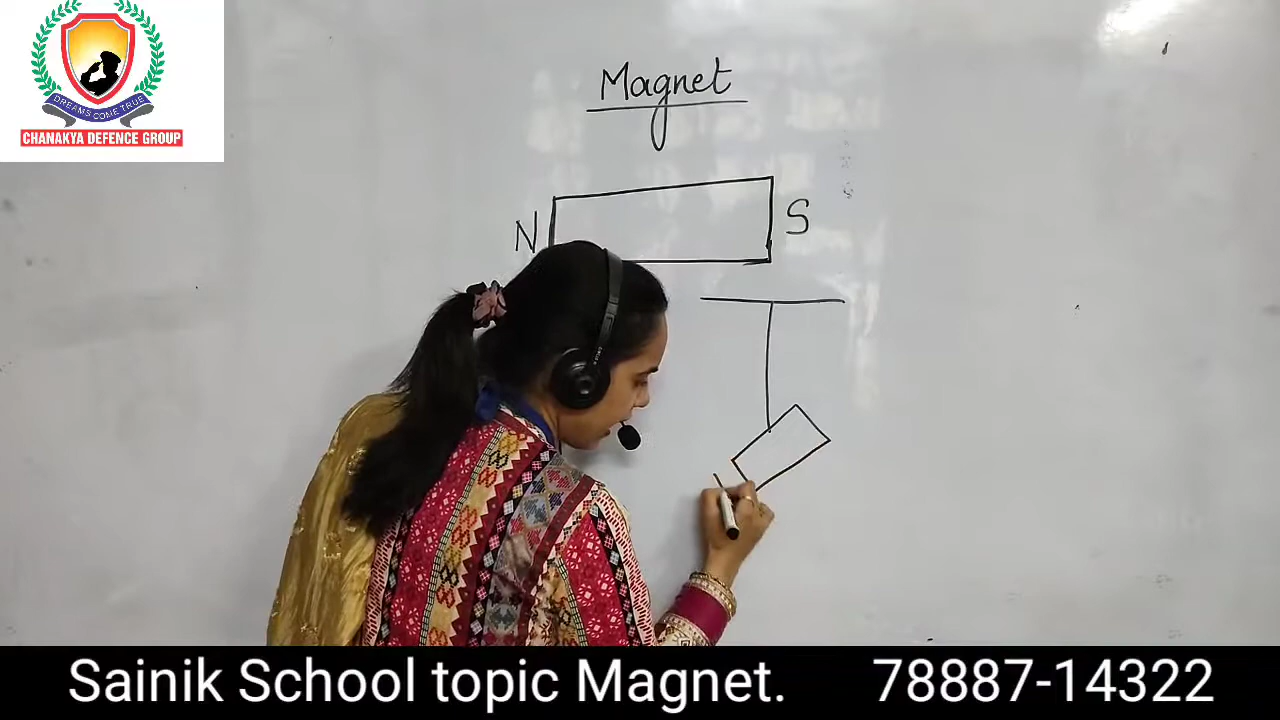 DREAMS COME TRUE
CHANAKYA DEFENCE GROUP
Magnet
N
S
Sainik School topic Magnet. 78887-14322